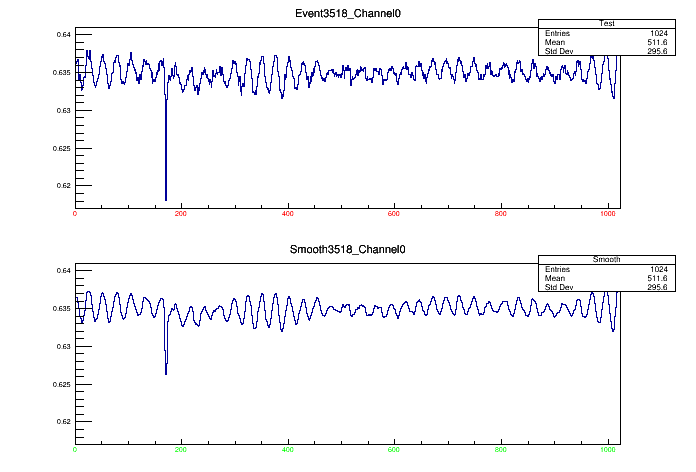 Event3518_Channel0
Test
Entries 1024
Mean 511.6
Std Dev 295.6
0.64
0.635
0.63
0.625
0.62
0 200 400 600 800 1000
Smooth3518_Channel0
Smooth
Entries 1024
Mean 511.6
Std Dev 295.6
0.64
0.635
0.63
0.625
0.62
0 200 400 600 800 1000